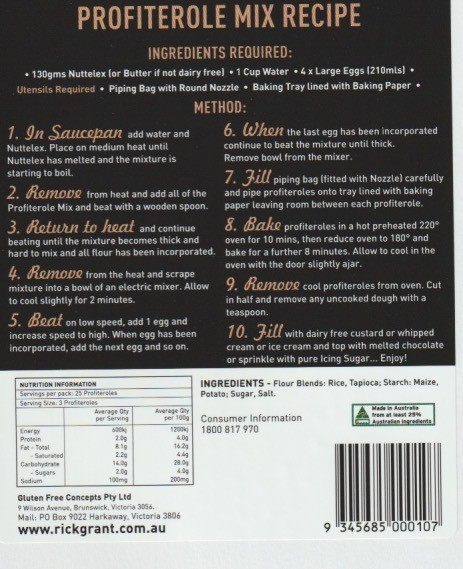 PROFITEROLE MIX RECIPE
INGREDIENTS REQUIRED:
• 130gms Nuttelex (or Butter if not dairy free) • 1 Cup Water • 4 x Large Eggs (210mls) •
Utensils Required • Piping Bag with Round Nozzle • Baking Tray lined with Baking Paper •
METHOD:
1. In Saucepan add water and
Nuttelex. Place on medium heat until
Nuttelex has melted and the mixture is
starting to boil.
2. Remove from heat and add all of the
Profiterole Mix and beat with a wooden spoon.
3. Return to heat and continue
beating until the mixture becomes thick and
hard to mix and all flour has been incorporated.
4. Remove from the heat and scrape
mixture into a bowl of an electric mixer. Allow
to cool slightly for 2 minutes.
5. Beat on low speed, add 1 egg and
increase speed to high. When egg has been
incorporated, add the next egg and so on.
6. When the last egg has been incorporated
continue to beat the mixture until thick.
Remove bowl from the mixer.
7. Fill piping bag (fitted with Nozzle) carefully
and pipe profiteroles onto tray lined with baking
paper leaving room between each profiterole.
8. Bake profiteroles in a hot preheated 220°
oven for 10 mins, then reduce oven to 180° and
bake for a further 8 minutes. Allow to cool in the
oven with the door slightly ajar.
9. Remove cool profiteroles from oven. Cut
in half and remove any uncooked dough with a
teaspoon.
10. Fill with dairy free custard or whipped
cream or ice cream and top with melted chocolate
or sprinkle with pure Icing Sugar... Enjoy!
NUTRITION INFORMATION
Servings per pack: 25 Profiteroles
Serving Size: 3 Profiteroles
Average Qty per Serving Average Qty per 100g
Energy 600kj 1200kj
Protein 2.0g 4.0g
Fat - Total 8.1g 16.2g
- Saturated 2.2g 4.4g
Carbohydrate 14.0g 28.0g
- Sugars 2.0g 4.0g
Sodium 100mg 200mg
Gluten Free Concepts Pty Ltd
9 Wilson Avenue, Brunswick, Victoria 3056.
Mail: PO Box 9022 Harkaway, Victoria 3806
www.rickgrant.com.au
INGREDIENTS - Flour Blends: Rice, Tapioca; Starch: Maize,
Potato; Sugar, Salt.
Consumer Information
1800 817 970
Made in Australia
from at least 25%
Australian ingredients
9 345685 000107